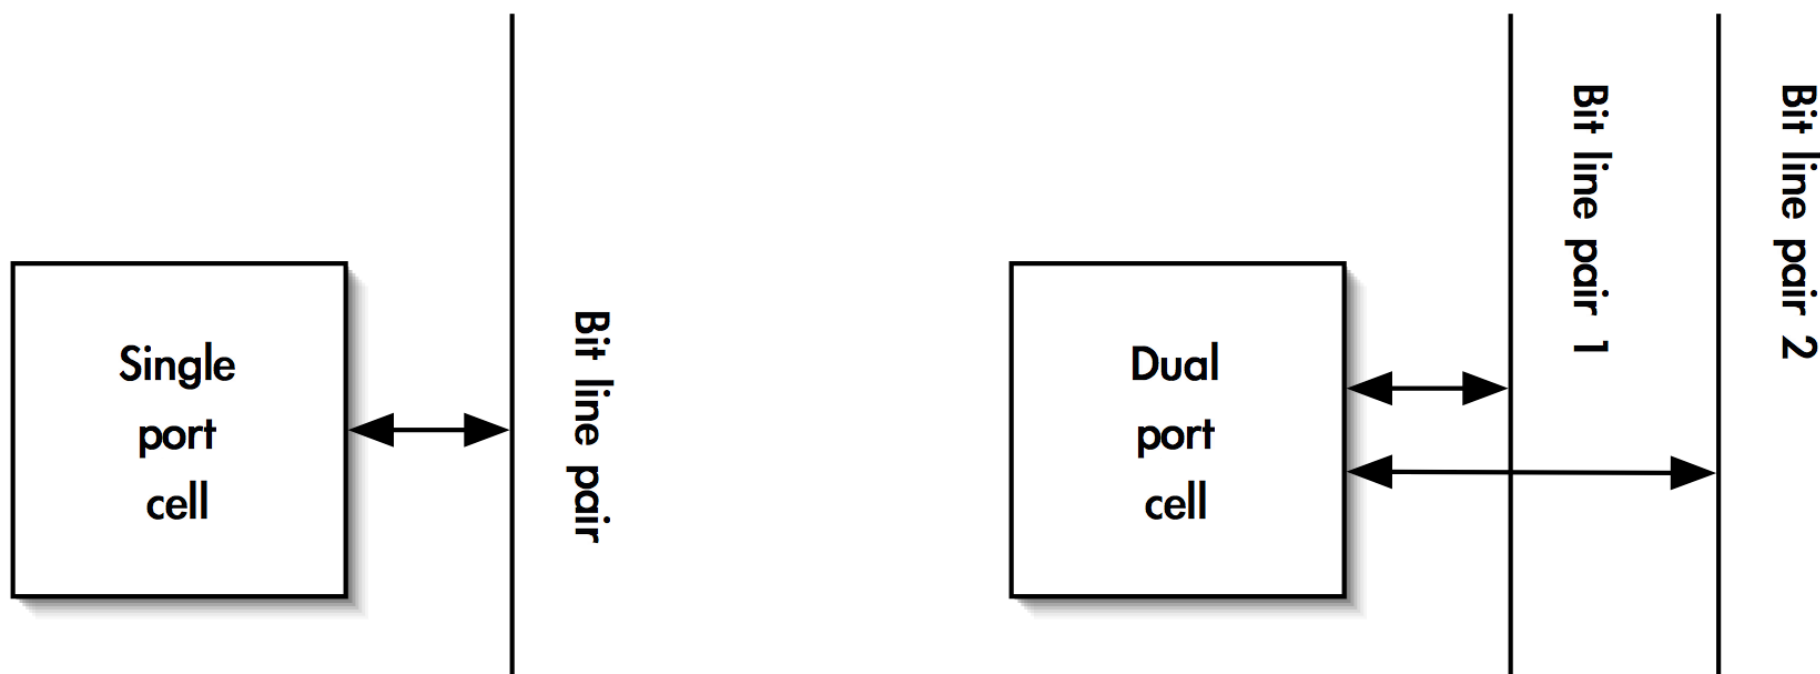 Single
port
cell
Bit line pair
Dual
port
cell
Bit line pair 1
Bit line pair 2